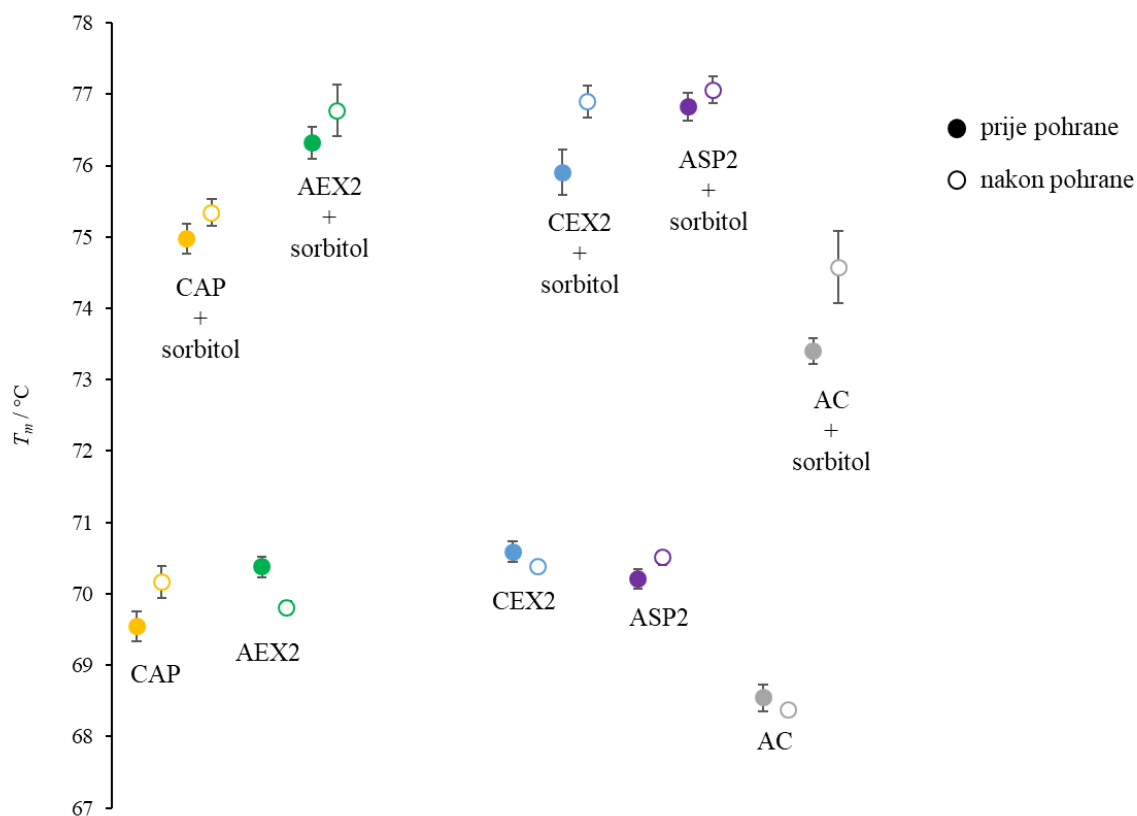 78
77
76
75
74
73
72
71
70
69
68
67
T_m / °C
prije pohrane
nakon pohrane
CAP
+
sorbitol
AEX2
+
sorbitol
CEX2
+
sorbitol
ASP2
+
sorbitol
AC
+
sorbitol
CAP
AEX2
CEX2
ASP2
AC